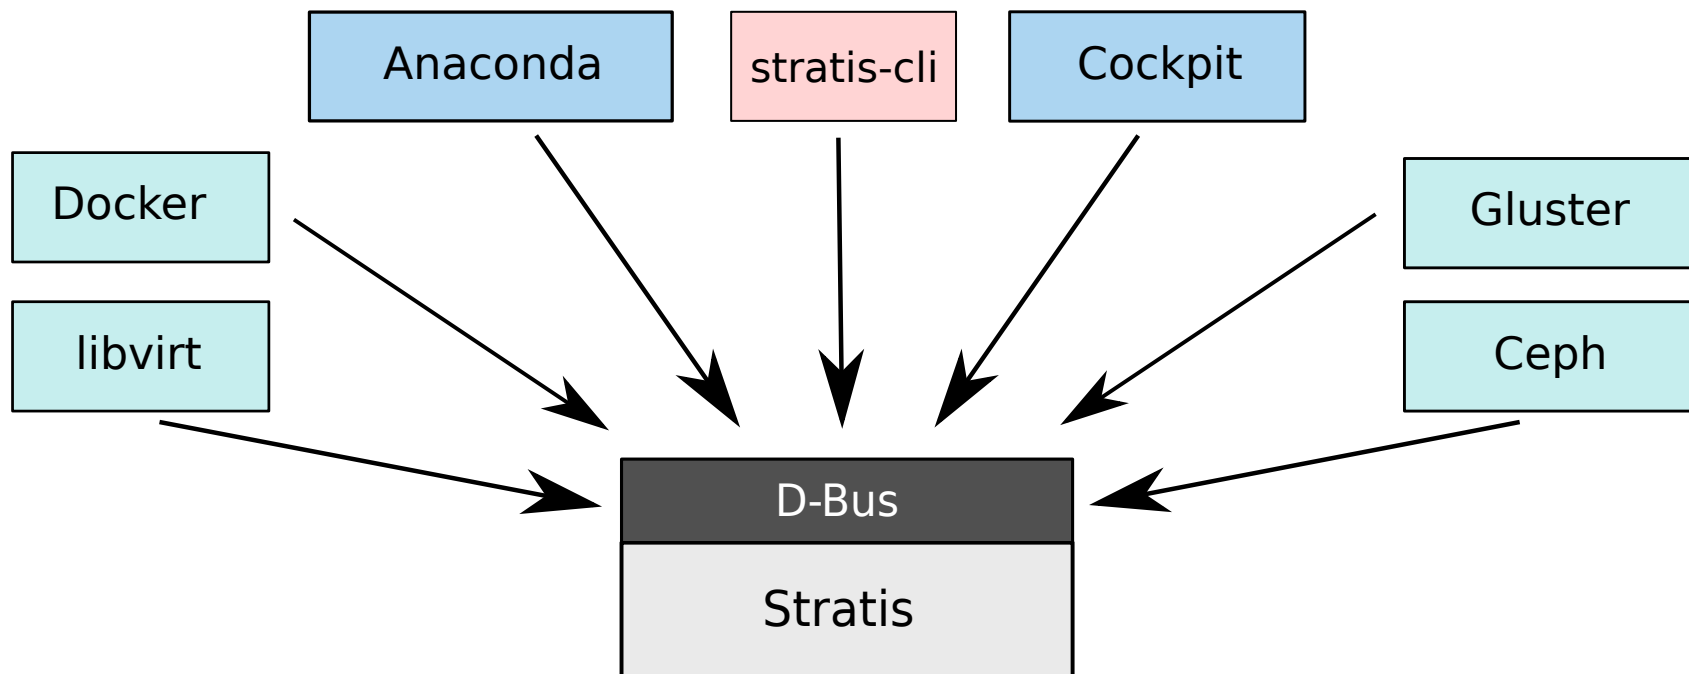 Anaconda
stratis-cli
Cockpit
Docker
Gluster
libvirt
Ceph
D-Bus
Stratis